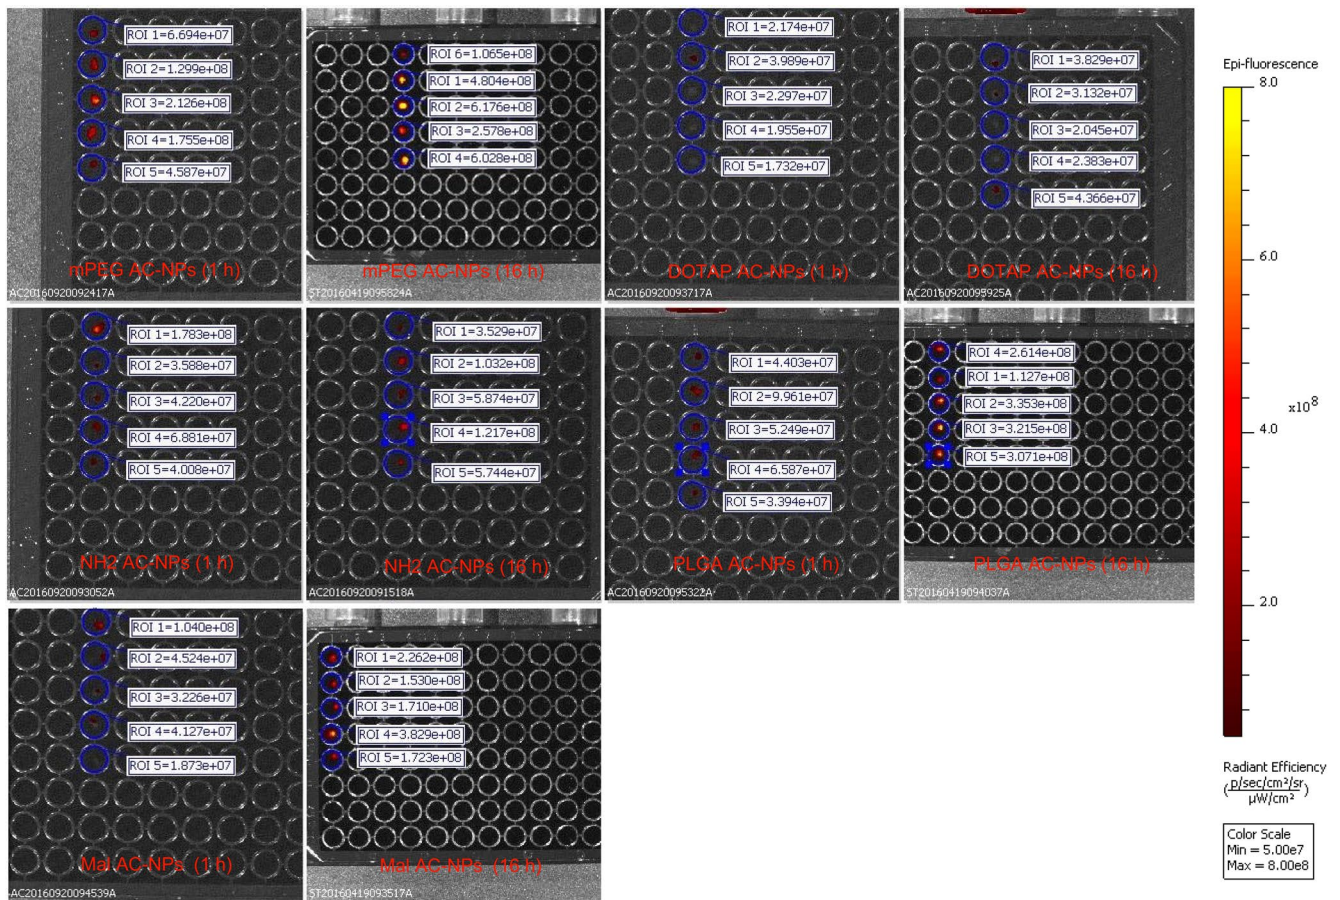 ROI 1=6.694e+07
ROI 2=1.299e+08
ROI 3=2.126e+08
ROI 4=1.755e+08
ROI 5=4.587e+07
mPEG AC-NPs (1 h)
AC20160920092417A
ROI 6=1.065e+08
ROI 1=4.804e+08
ROI 2=6.176e+08
ROI 3=2.578e+08
ROI 4=6.028e+08
mPEG AC-NPs (16 h)
ST20160419095824A
ROI 1=2.174e+07
ROI 2=3.989e+07
ROI 3=2.297e+07
ROI 4=1.955e+07
ROI 5=1.732e+07
DOTAP AC-NPs (1 h)
AC20160920093717A
ROI 1=3.829e+07
ROI 2=3.132e+07
ROI 3=2.045e+07
ROI 4=2.383e+07
ROI 5=4.366e+07
DOTAP AC-NPs (16 h)
AC20160920095925A
ROI 1=1.783e+08
ROI 2=3.588e+07
ROI 3=4.220e+07
ROI 4=6.881e+07
ROI 5=4.008e+07
NH2 AC-NPs (1 h)
AC20160920093052A
ROI 1=3.529e+07
ROI 2=1.032e+08
ROI 3=5.874e+07
ROI 4=1.217e+08
ROI 5=5.744e+07
NH2 AC-NPs (16 h)
AC20160920091518A
ROI 1=4.403e+07
ROI 2=9.961e+07
ROI 3=5.249e+07
ROI 4=6.587e+07
ROI 5=3.394e+07
PLGA AC-NPs (1 h)
AC20160920095322A
ROI 4=2.614e+08
ROI 1=1.127e+08
ROI 2=3.353e+08
ROI 3=3.215e+08
ROI 5=3.071e+08
PLGA AC-NPs (16 h)
ST20160419094037A
ROI 1=1.040e+08
ROI 2=4.524e+07
ROI 3=3.226e+07
ROI 4=4.127e+07
ROI 5=1.873e+07
Mal AC-NPs (1 h)
AC20160920094539A
ROI 1=2.262e+08
ROI 2=1.530e+08
ROI 3=1.710e+08
ROI 4=3.829e+08
ROI 5=1.723e+08
Mal AC-NPs (16 h)
ST20160419093517A
Epi-fluorescence
8.0
6.0
x10⁸
4.0
2.0
Radiant Efficiency
(p/sec/cm²/sr
µW/cm²)
Color Scale
Min = 5.00e7
Max = 8.00e8